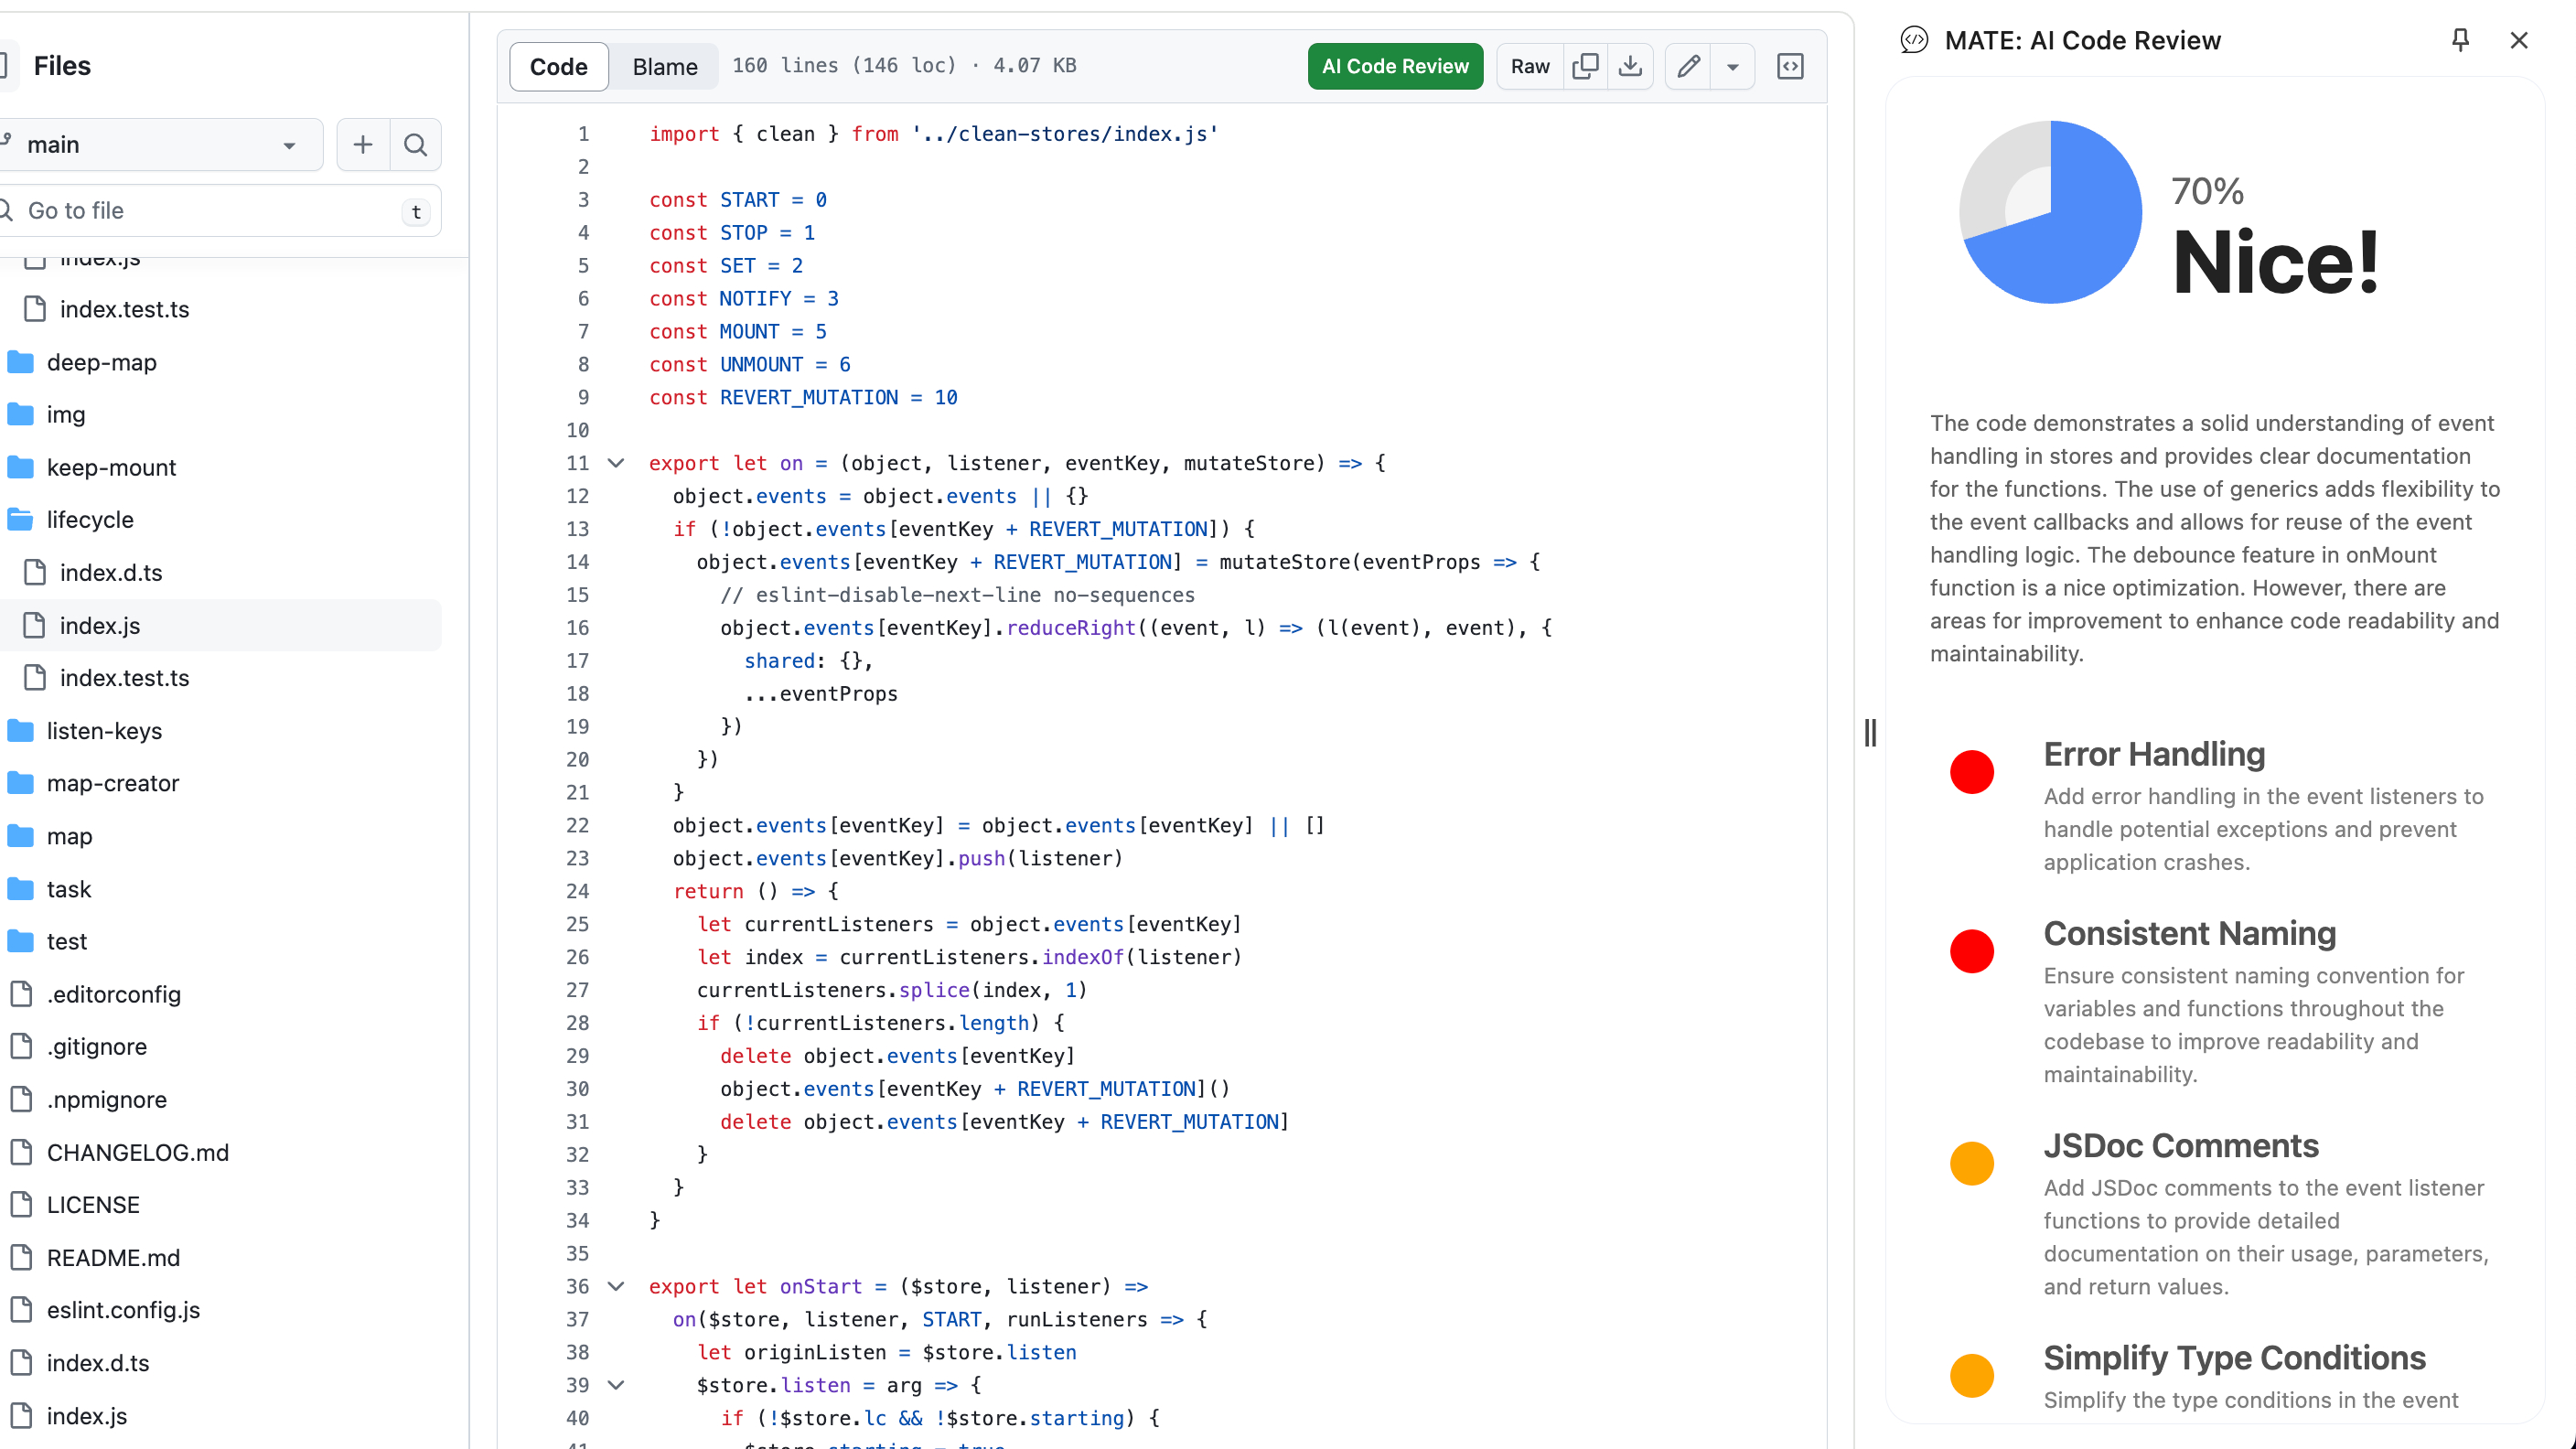 Files
main
Go to file
t
index.js
index.test.ts
deep-map
img
keep-mount
lifecycle
index.d.ts
index.js
index.test.ts
listen-keys
map-creator
map
task
test
.editorconfig
.gitignore
.npmignore
CHANGELOG.md
LICENSE
README.md
eslint.config.js
index.d.ts
index.js
Code
Blame
160 lines (146 loc) · 4.07 KB
AI Code Review
Raw
1 import { clean } from '../clean-stores/index.js'
2
3 const START = 0
4 const STOP = 1
5 const SET = 2
6 const NOTIFY = 3
7 const MOUNT = 5
8 const UNMOUNT = 6
9 const REVERT_MUTATION = 10
10
11 export let on = (object, listener, eventKey, mutateStore) => {
12 object.events = object.events || {}
13 if (!object.events[eventKey + REVERT_MUTATION]) {
14 object.events[eventKey + REVERT_MUTATION] = mutateStore(eventProps => {
15 // eslint-disable-next-line no-sequences
16 object.events[eventKey].reduceRight((event, l) => (l(event), event), {
17 shared: {},
18 ...eventProps
19 })
20 })
21 }
22 object.events[eventKey] = object.events[eventKey] || []
23 object.events[eventKey].push(listener)
24 return () => {
25 let currentListeners = object.events[eventKey]
26 let index = currentListeners.indexOf(listener)
27 currentListeners.splice(index, 1)
28 if (!currentListeners.length) {
29 delete object.events[eventKey]
30 object.events[eventKey + REVERT_MUTATION]()
31 delete object.events[eventKey + REVERT_MUTATION]
32 }
33 }
34 }
35
36 export let onStart = ($store, listener) =>
37 on($store, listener, START, runListeners => {
38 let originListen = $store.listen
39 $store.listen = arg => {
40 if (!$store.lc && !$store.starting) {
41 $store.starting = true
MATE: AI Code Review
70%
Nice!
The code demonstrates a solid understanding of event
handling in stores and provides clear documentation
for the functions. The use of generics adds flexibility to
the event callbacks and allows for reuse of the event
handling logic. The debounce feature in onMount
function is a nice optimization. However, there are
areas for improvement to enhance code readability and
maintainability.
Error Handling
Add error handling in the event listeners to
handle potential exceptions and prevent
application crashes.
Consistent Naming
Ensure consistent naming convention for
variables and functions throughout the
codebase to improve readability and
maintainability.
JSDoc Comments
Add JSDoc comments to the event listener
functions to provide detailed
documentation on their usage, parameters,
and return values.
Simplify Type Conditions
Simplify the type conditions in the event